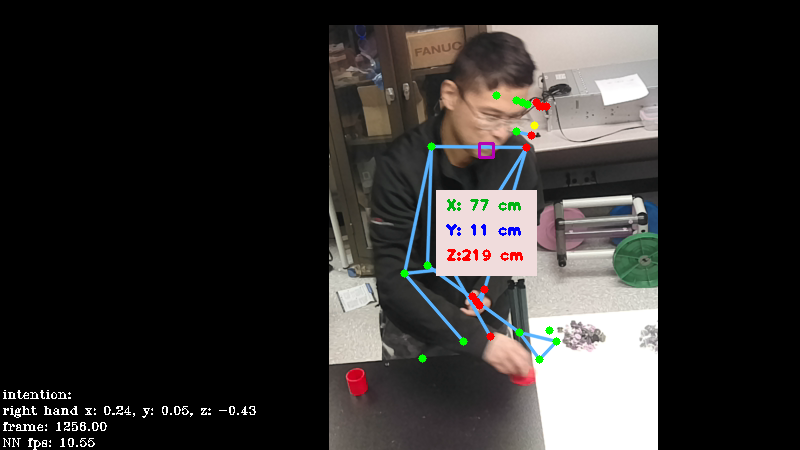 FANUC
X: 77 cm
Y: 11 cm
Z:219 cm
intention:
right hand x: 0.24, y: 0.05, z: -0.43
frame: 1256.00
NN fps: 10.55